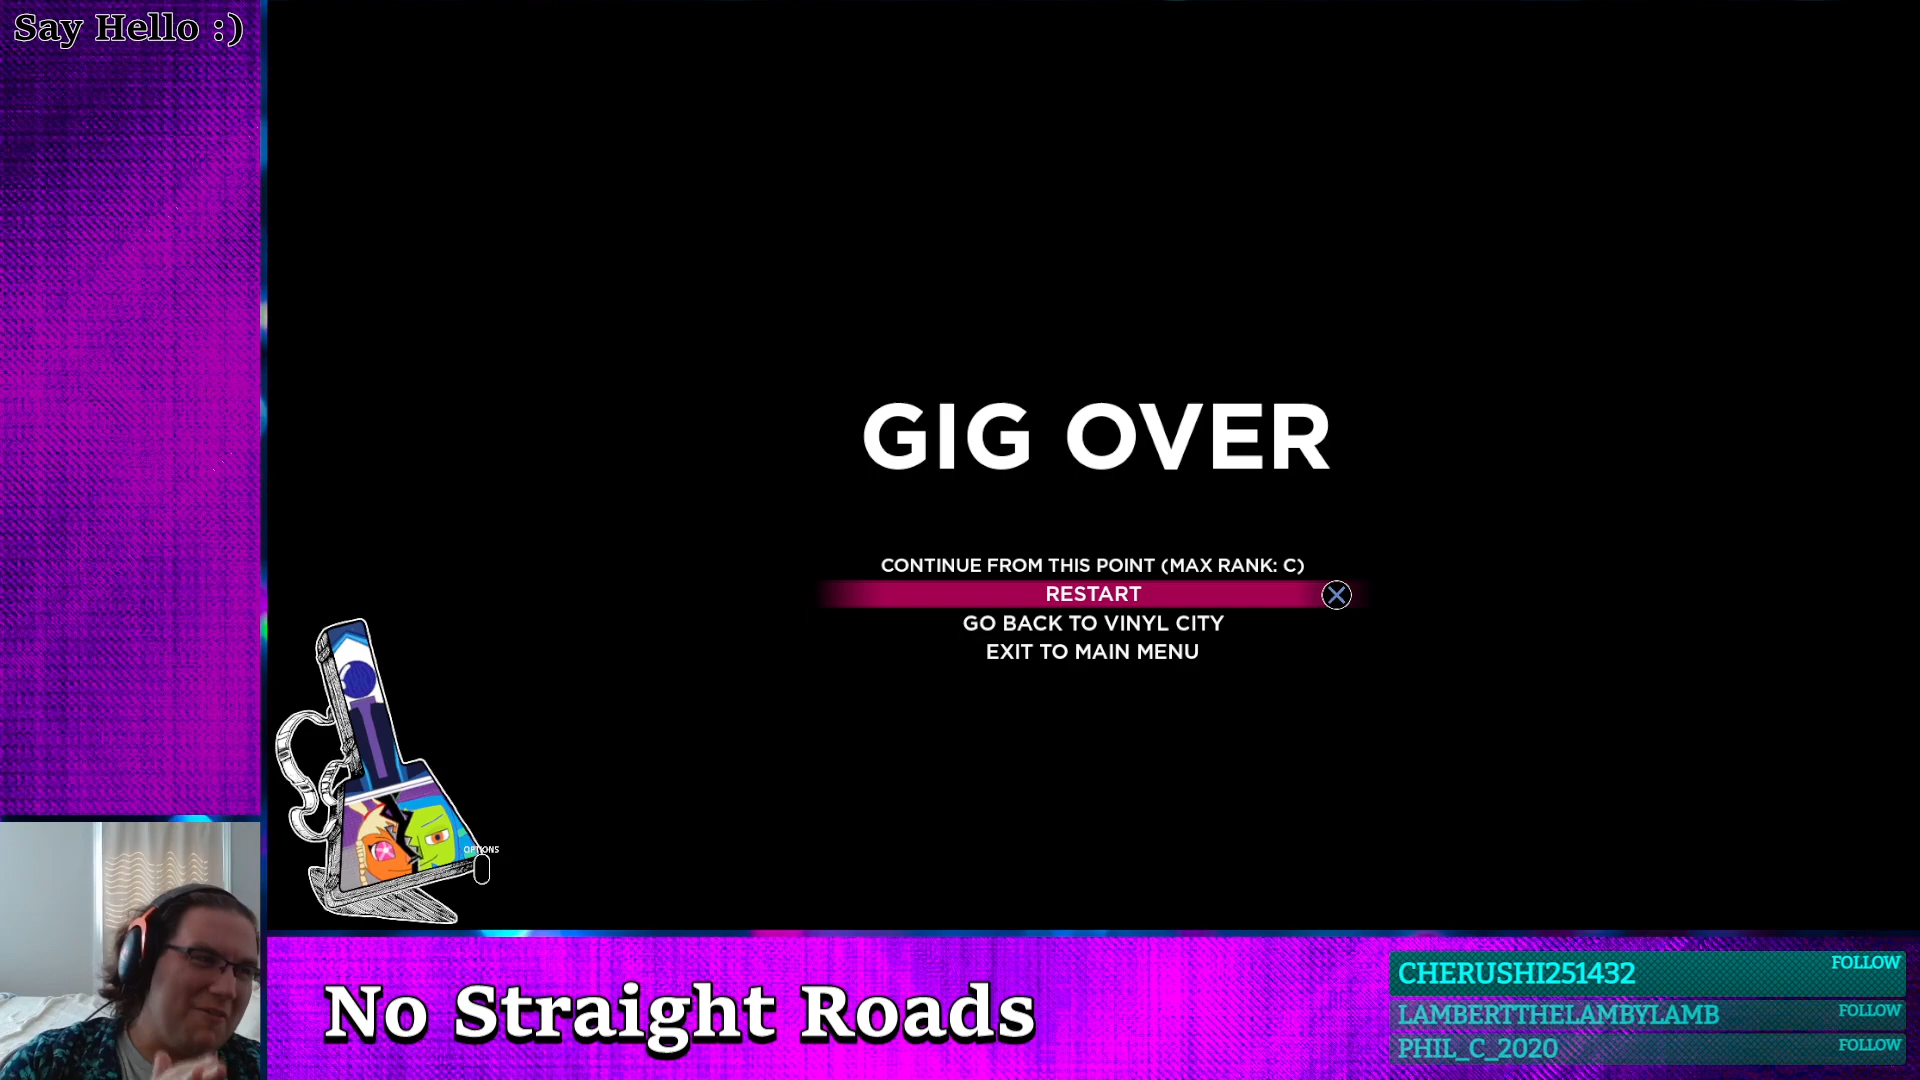 Say Hello :)
GIG OVER
CONTINUE FROM THIS POINT (MAX RANK: C)
RESTART
GO BACK TO VINYL CITY
EXIT TO MAIN MENU
OPTIONS
No Straight Roads
CHERUSHI251432 FOLLOW
LAMBERTTHELAMBYLAMB FOLLOW
PHIL_C_2020 FOLLOW